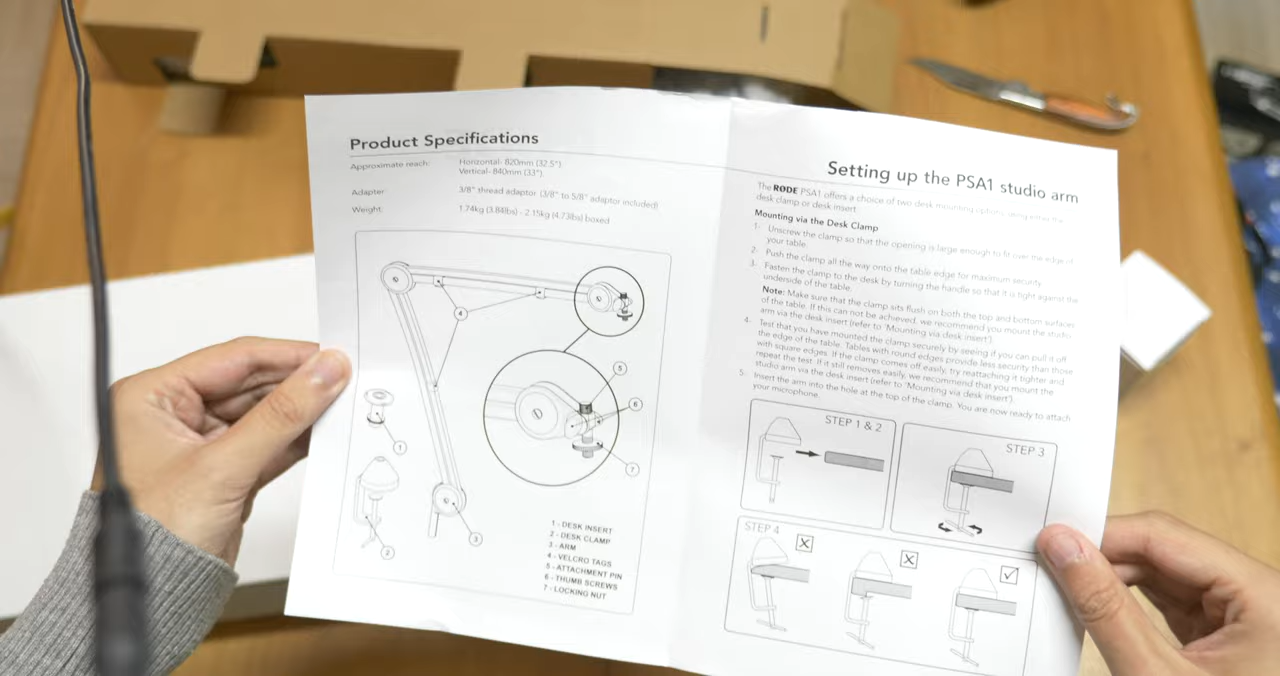 Product Specifications
Approximate reach: Horizontal- 820mm (32.5")
Vertical- 840mm (33")
Adapter: 3/8" thread adaptor (3/8" to 5/8" adaptor included)
Weight: 1.74kg (3.84lbs) - 2.15kg (4.73lbs) boxed
4
5
6
7
1
2
3
1 - DESK INSERT
2 - DESK CLAMP
3 - ARM
4 - VELCRO TAGS
5 - ATTACHMENT PIN
6 - THUMB SCREWS
7 - LOCKING NUT
Setting up the PSA1 studio arm
The RØDE PSA1 offers a choice of two desk mounting options using either the
desk clamp or desk insert
Mounting via the Desk Clamp
1- Unscrew the clamp so that the opening is large enough to fit over the edge of
your table.
2. Push the clamp all the way onto the table edge for maximum security.
3. Fasten the clamp to the desk by turning the handle so that it is tight against the
underside of the table.
Note: Make sure that the clamp sits flush on both the top and bottom surfaces
of the table. If this can not be achieved, we recommend you mount the studio
arm via the desk insert (refer to 'Mounting via desk insert').
4- Test that you have mounted the clamp securely by seeing if you can pull it off
the edge of the table. Tables with round edges provide less security than those
with square edges. If the clamp comes off easily, try reattaching it tighter and
repeat the test. If it still removes easily, we recommend that you mount the
studio arm via the desk insert (refer to 'Mounting via desk insert').
5. Insert the arm into the hole at the top of the clamp. You are now ready to attach
your microphone.
STEP 1 & 2
STEP 3
STEP 4